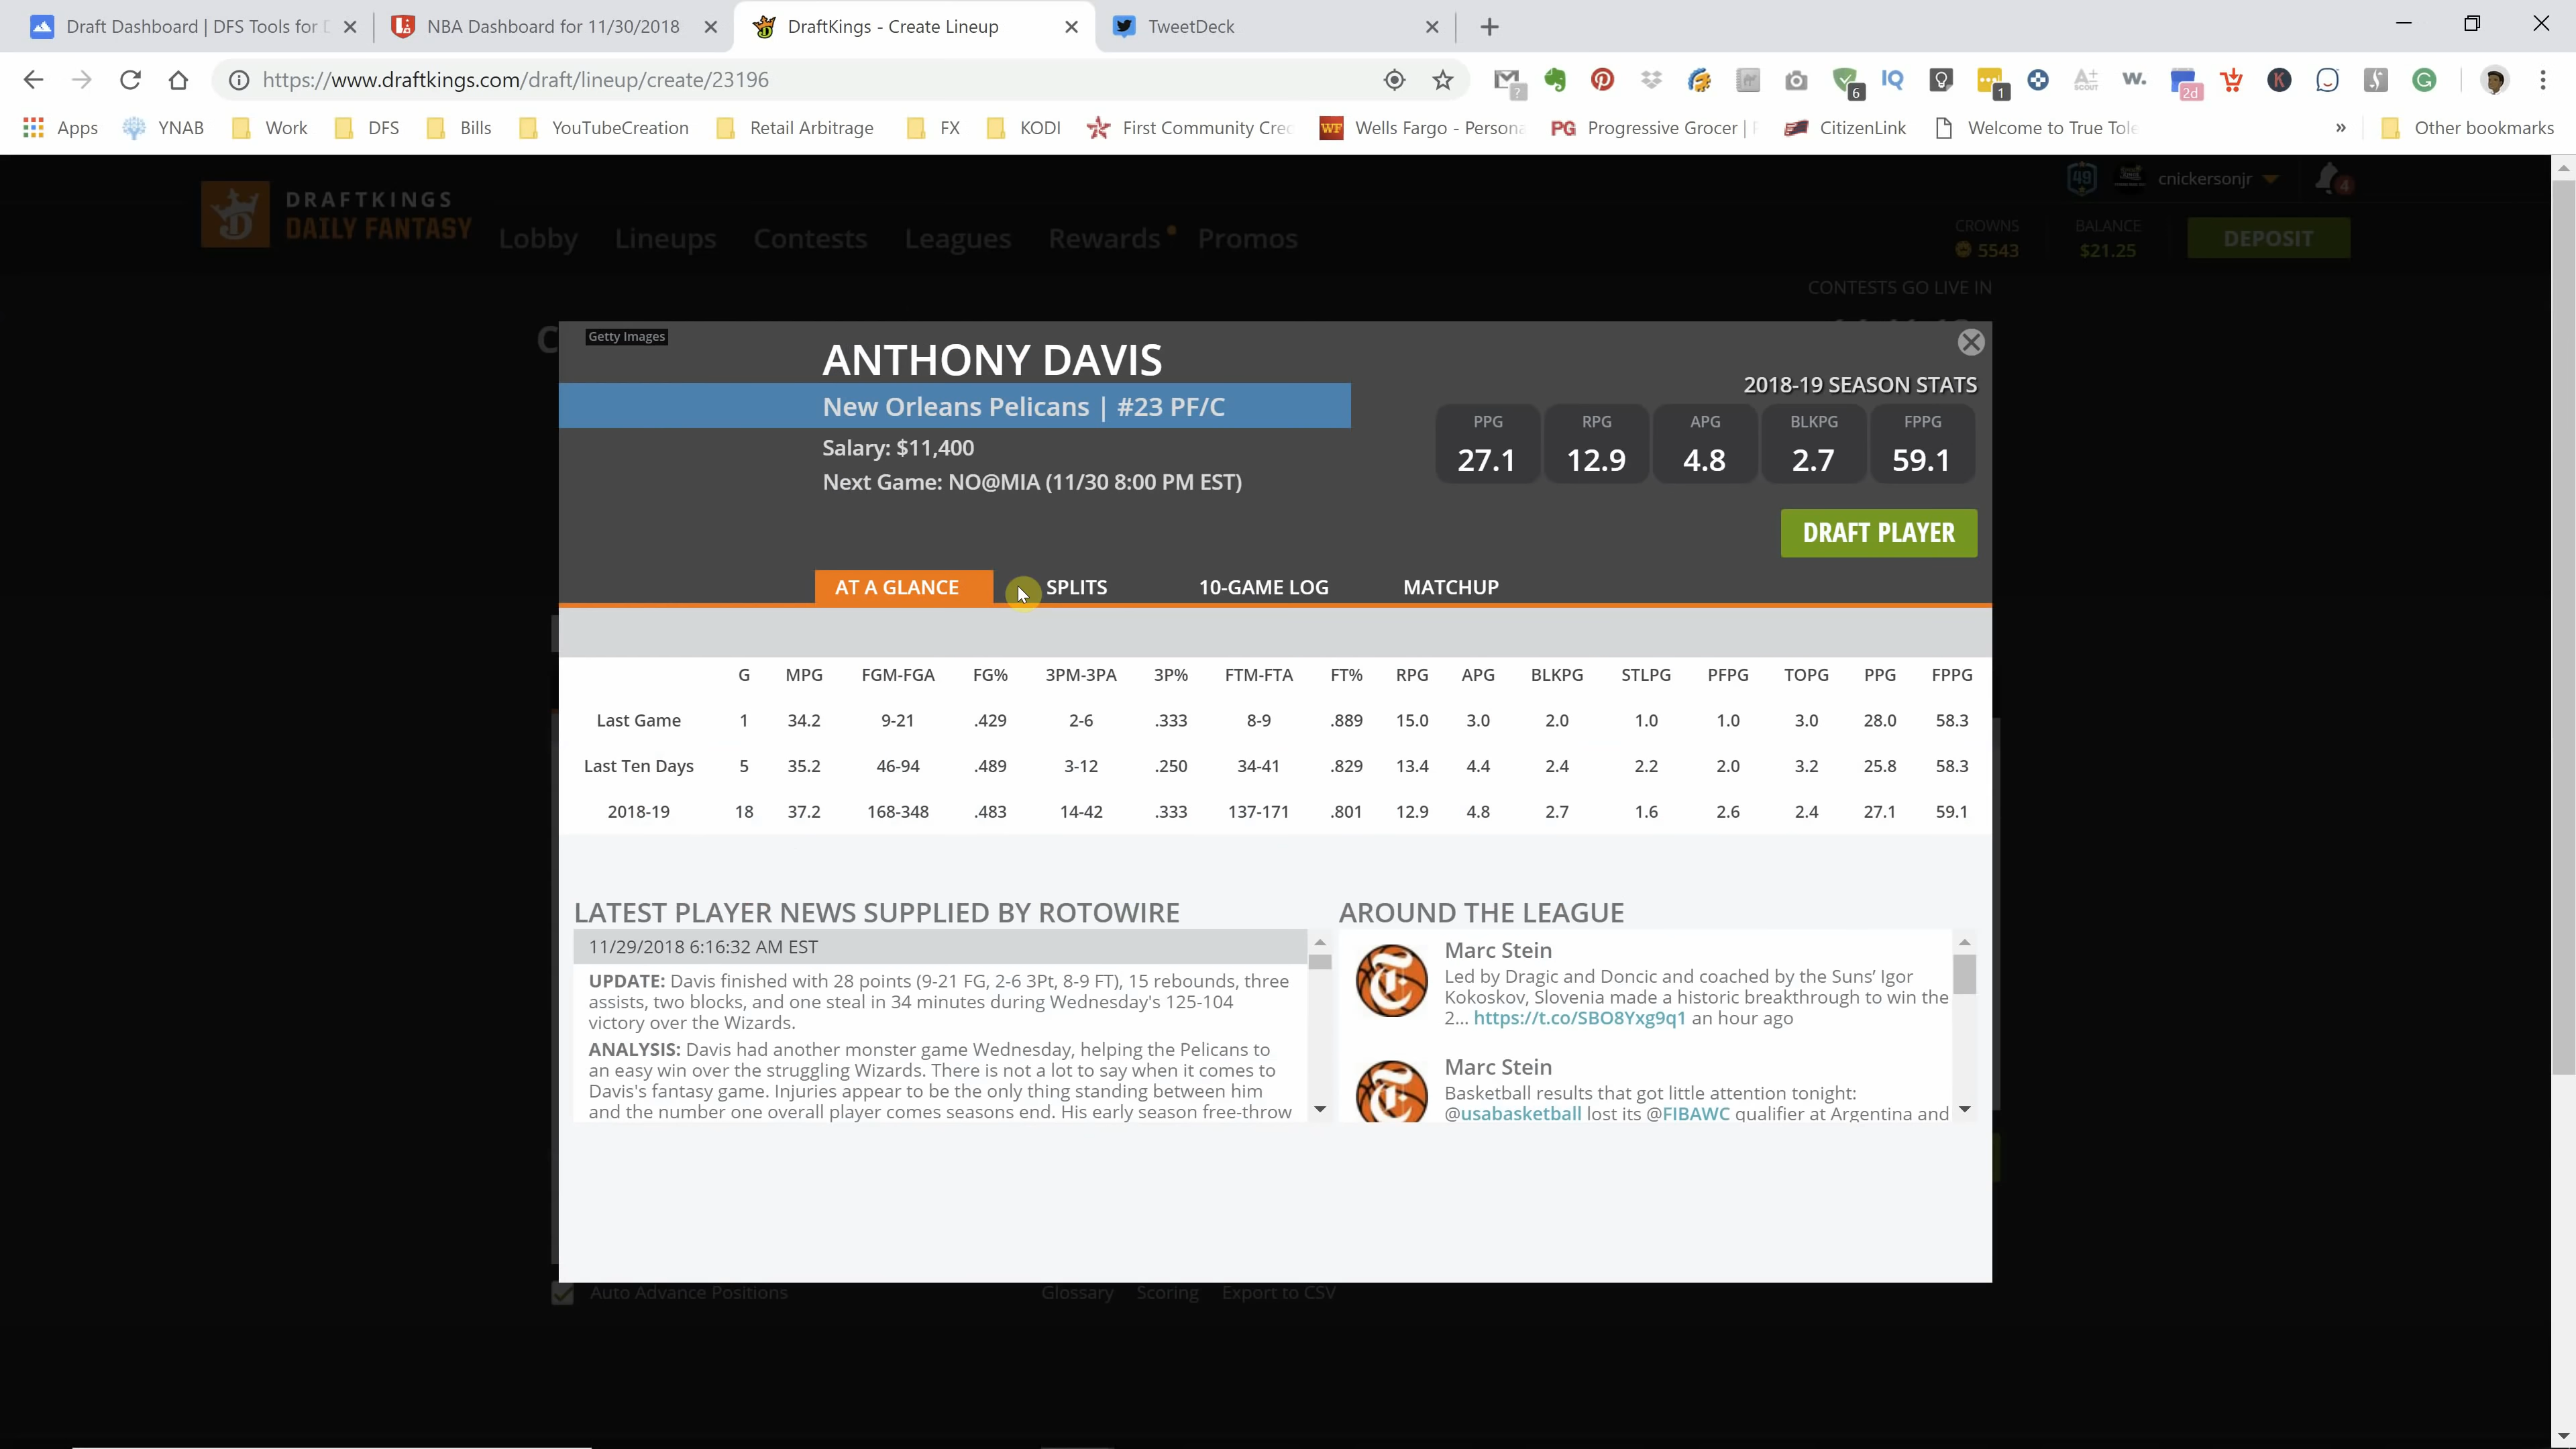 Draft Dashboard | DFS Tools for D
NBA Dashboard for 11/30/2018
DraftKings - Create Lineup
TweetDeck
https://www.draftkings.com/draft/lineup/create/23196
Apps YNAB Work DFS Bills YouTubeCreation Retail Arbitrage FX KODI First Community Cre WF Wells Fargo - Persona PG Progressive Grocer | CitizenLink Welcome to True Tole » Other bookmarks
49 cnickersonjr 4
DRAFTKINGS
DAILY FANTASY
Lobby Lineups Contests Leagues Rewards Promos
CROWNS
5543
BALANCE
$21.25
DEPOSIT
CONTESTS GO LIVE IN
Getty Images
ANTHONY DAVIS
New Orleans Pelicans | #23 PF/C
Salary: $11,400
Next Game: NO@MIA (11/30 8:00 PM EST)
2018-19 SEASON STATS
PPG RPG APG BLKPG FPPG
27.1 12.9 4.8 2.7 59.1
DRAFT PLAYER
AT A GLANCE SPLITS 10-GAME LOG MATCHUP
G MPG FGM-FGA FG% 3PM-3PA 3P% FTM-FTA FT% RPG APG BLKPG STLPG PFPG TOPG PPG FPPG
Last Game 1 34.2 9-21 .429 2-6 .333 8-9 .889 15.0 3.0 2.0 1.0 1.0 3.0 28.0 58.3
Last Ten Days 5 35.2 46-94 .489 3-12 .250 34-41 .829 13.4 4.4 2.4 2.2 2.0 3.2 25.8 58.3
2018-19 18 37.2 168-348 .483 14-42 .333 137-171 .801 12.9 4.8 2.7 1.6 2.6 2.4 27.1 59.1
LATEST PLAYER NEWS SUPPLIED BY ROTOWIRE
11/29/2018 6:16:32 AM EST
UPDATE: Davis finished with 28 points (9-21 FG, 2-6 3Pt, 8-9 FT), 15 rebounds, three
assists, two blocks, and one steal in 34 minutes during Wednesday's 125-104
victory over the Wizards.
ANALYSIS: Davis had another monster game Wednesday, helping the Pelicans to
an easy win over the struggling Wizards. There is not a lot to say when it comes to
Davis's fantasy game. Injuries appear to be the only thing standing between him
and the number one overall player comes seasons end. His early season free-throw
AROUND THE LEAGUE
Marc Stein
Led by Dragic and Doncic and coached by the Suns' Igor
Kokoskov, Slovenia made a historic breakthrough to win the
2... https://t.co/SBO8Yxg9q1 an hour ago
Marc Stein
Basketball results that got little attention tonight:
@usabasketball lost its @FIBAWC qualifier at Argentina and
Auto Advance Positions
Glossary Scoring Export to CSV